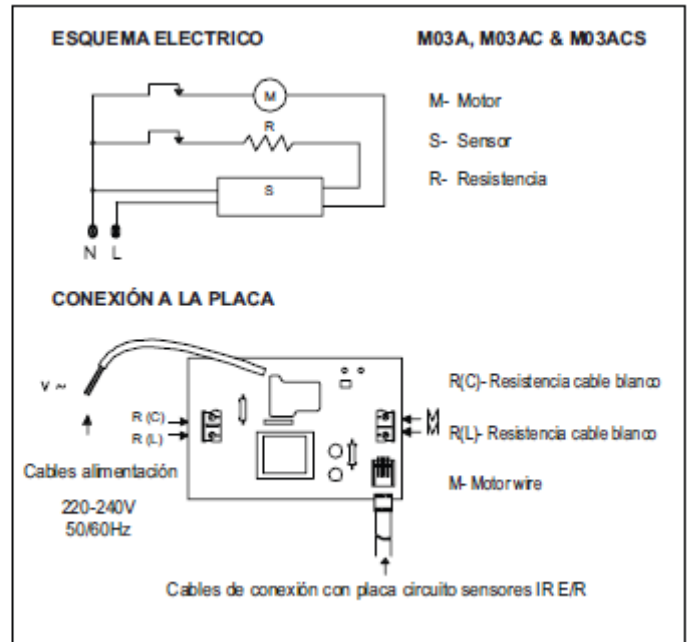 ESQUEMA ELECTRICO
M03A, M03AC & M03ACS
M
R
S
N L
M- Motor
S- Sensor
R- Resistencia
CONEXIÓN A LA PLACA
V ~
R (C)
R (L)
M
M
Cables alimentación
220-240V
50/60Hz
R(C)- Resistencia cable blanco
R(L)- Resistencia cable blanco
M- Motor wire
Cables de conexión con placa circuito sensores IR E/R